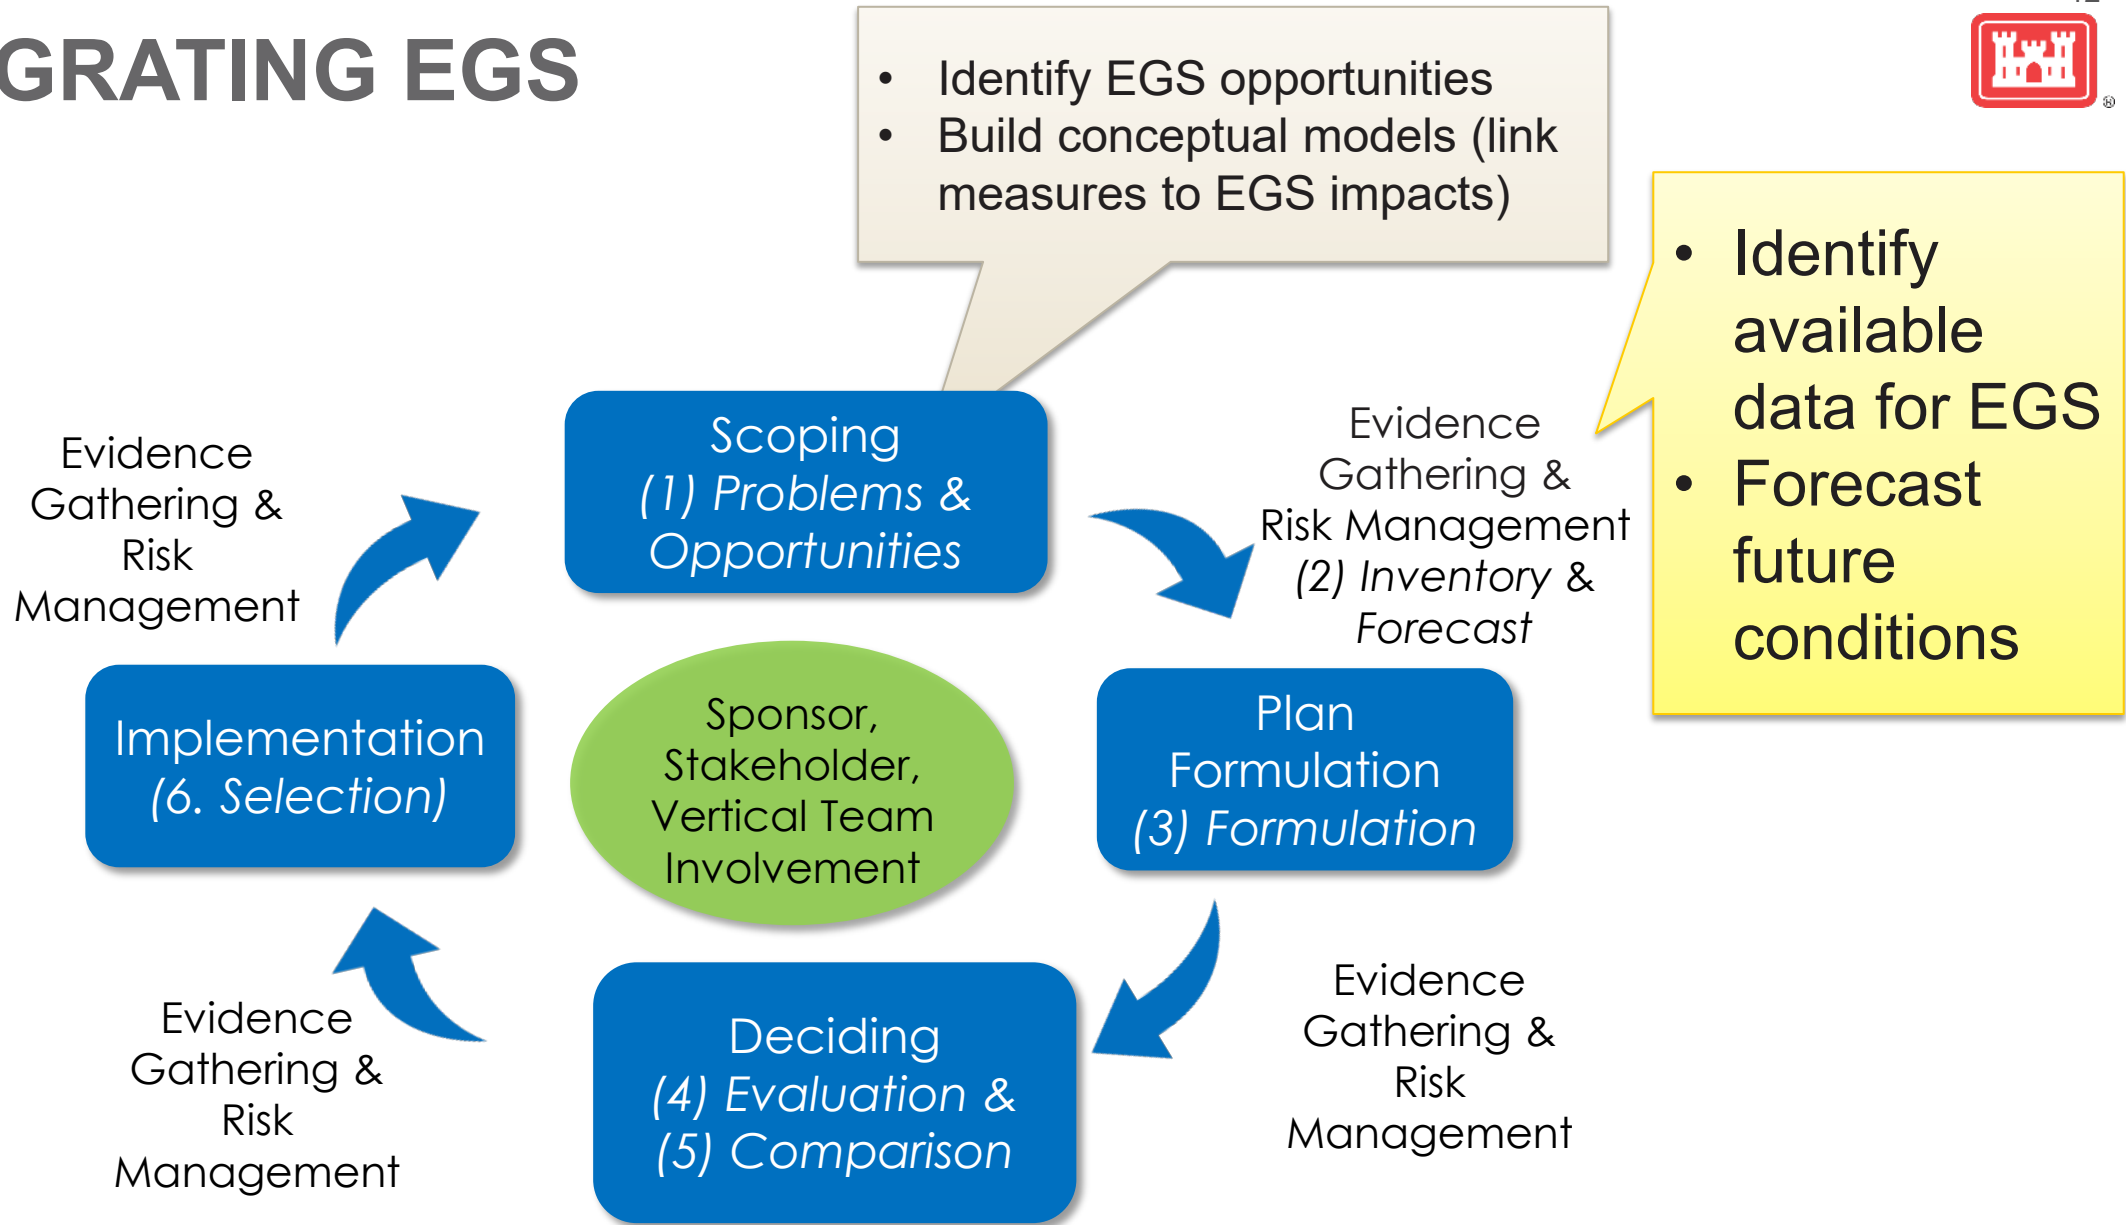 GRATING EGS
• Identify EGS opportunities
• Build conceptual models (link
measures to EGS impacts)
• Identify
available
data for EGS
• Forecast
future
conditions
Evidence
Gathering &
Risk
Management
Scoping
(1) Problems &
Opportunities
Evidence
Gathering &
Risk Management
(2) Inventory &
Forecast
Implementation
(6. Selection)
Sponsor,
Stakeholder,
Vertical Team
Involvement
Plan
Formulation
(3) Formulation
Evidence
Gathering &
Risk
Management
Deciding
(4) Evaluation &
(5) Comparison
Evidence
Gathering &
Risk
Management
®